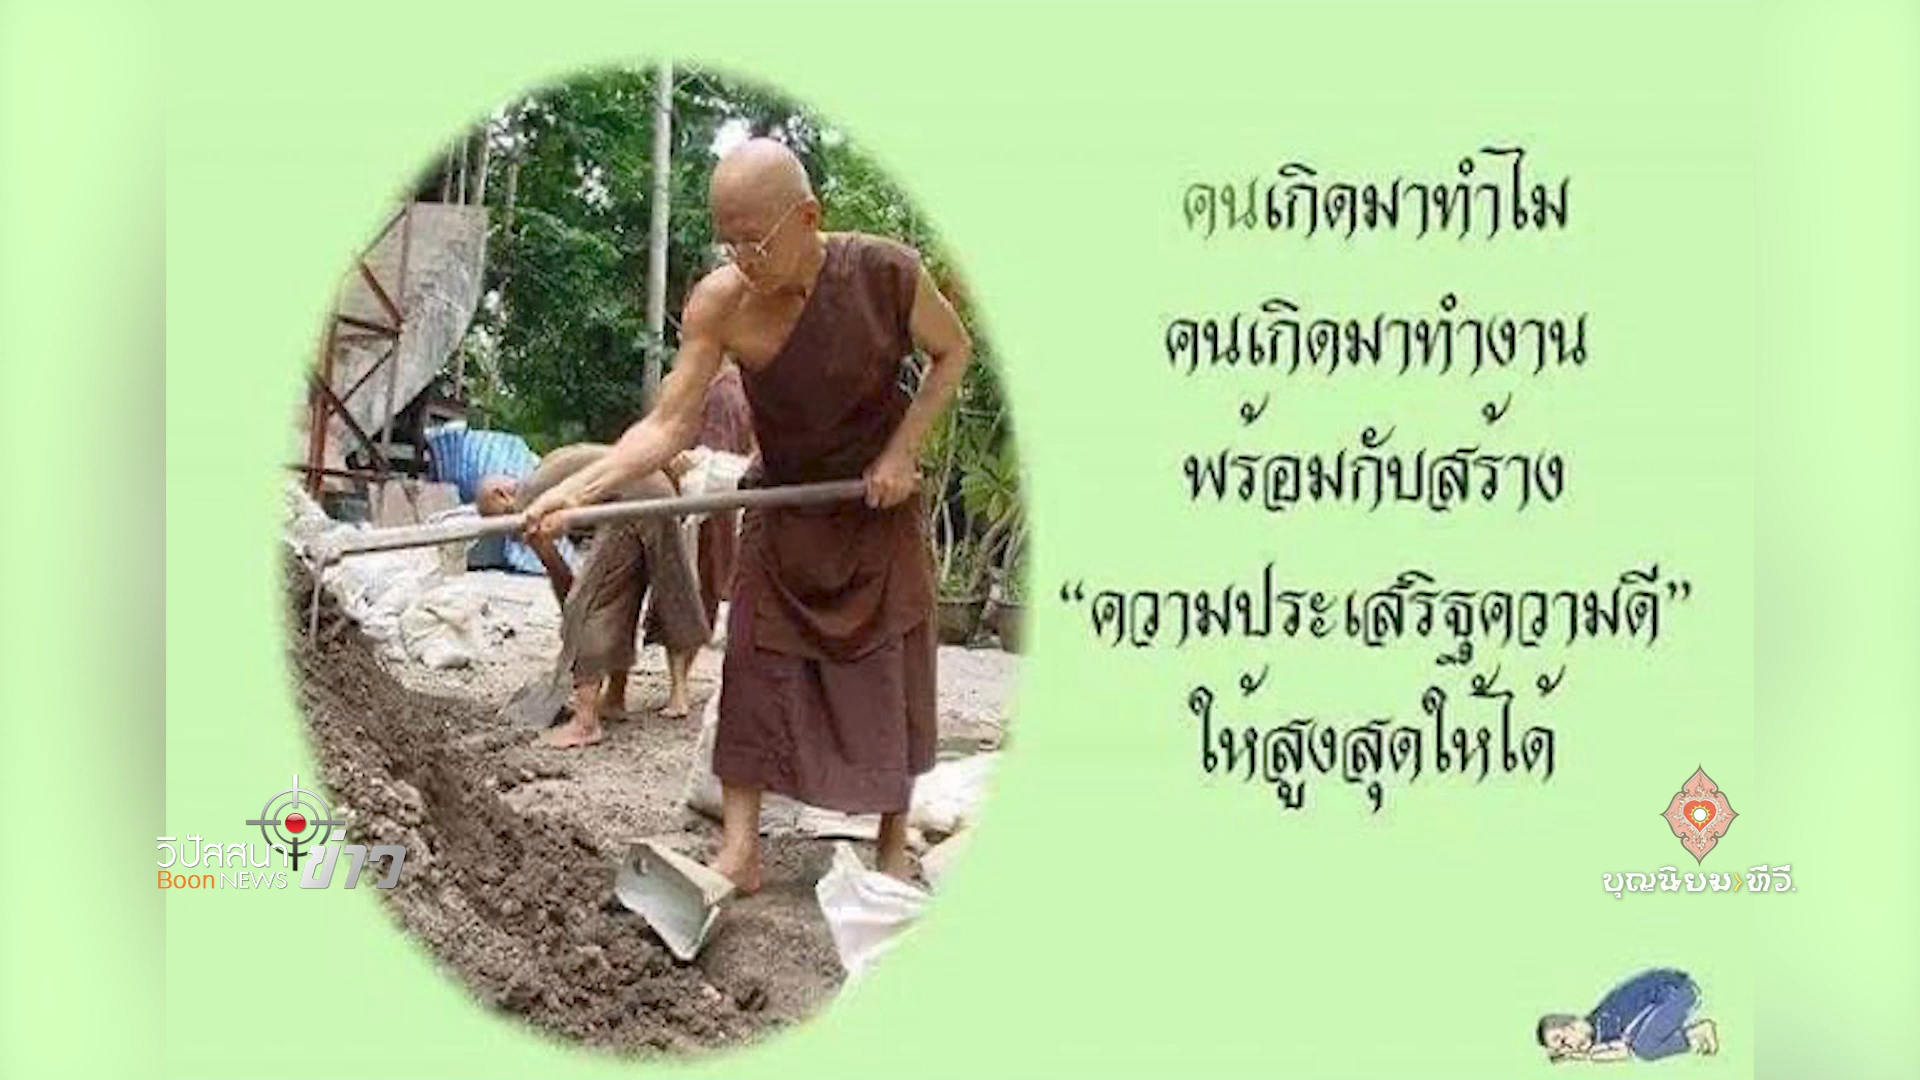 คนเกิดมาทำไม
คนเกิดมาทำงาน
พร้อมกับสร้าง
“ความประเสริฐความดี”
ให้สูงสุดให้ได้
วิปัสสนาข่าว
Boon NEWS
บุญนิยมทีวี.